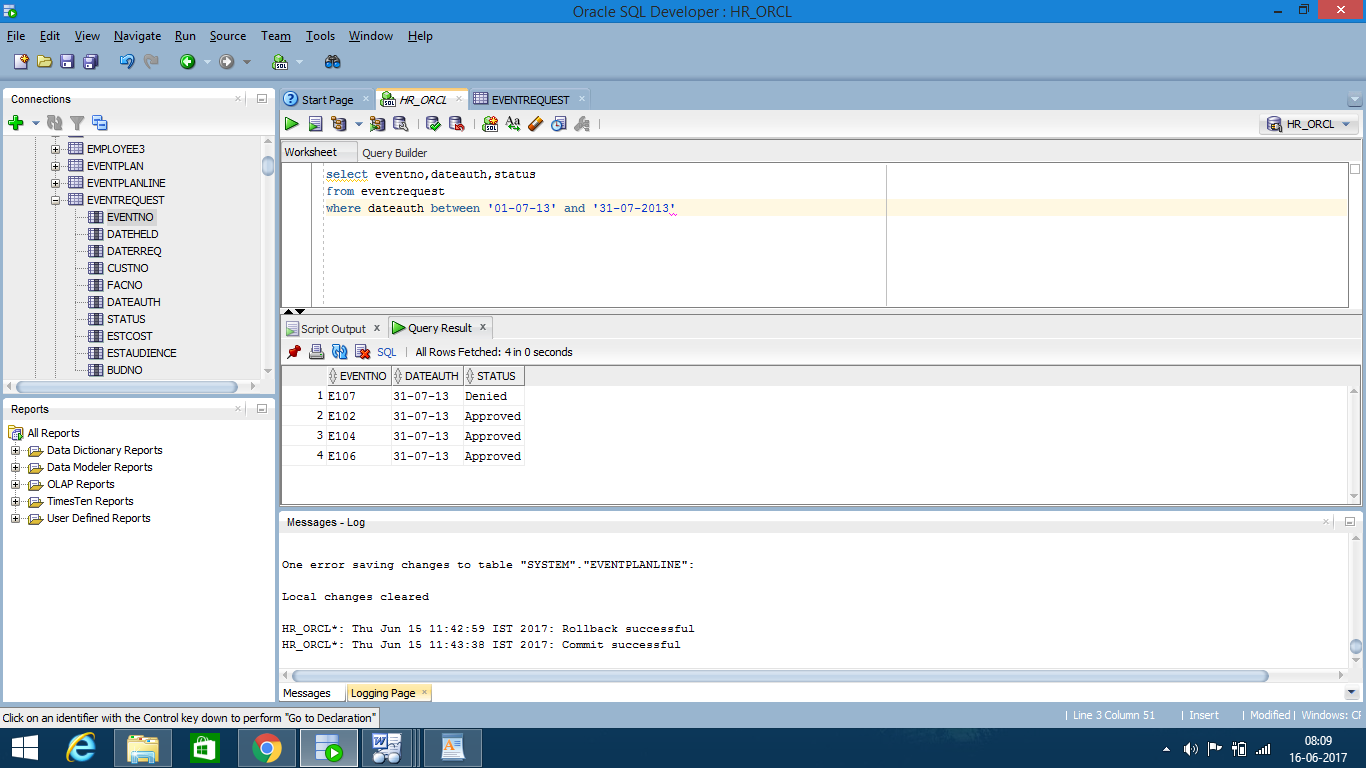 Oracle SQL Developer : HR_ORCL
File Edit View Navigate Run Source Team Tools Window Help
Connections
EMPLOYEE3
EVENTPLAN
EVENTPLANLINE
EVENTREQUEST
EVENTNO
DATEHELD
DATERREQ
CUSTNO
FACNO
DATEAUTH
STATUS
ESTCOST
ESTAUDIENCE
BUDNO
Reports
All Reports
Data Dictionary Reports
Data Modeler Reports
OLAP Reports
TimesTen Reports
User Defined Reports
Start Page HR_ORCL EVENTREQUEST
HR_ORCL
Worksheet Query Builder
select eventno,dateauth,status
from eventrequest
where dateauth between '01-07-13' and '31-07-2013'
Script Output x Query Result x
SQL | All Rows Fetched: 4 in 0 seconds
EVENTNO DATEAUTH STATUS
1 E107 31-07-13 Denied
2 E102 31-07-13 Approved
3 E104 31-07-13 Approved
4 E106 31-07-13 Approved
Messages - Log
One error saving changes to table "SYSTEM"."EVENTPLANLINE":
Local changes cleared
HR_ORCL*: Thu Jun 15 11:42:59 IST 2017: Rollback successful
HR_ORCL*: Thu Jun 15 11:43:38 IST 2017: Commit successful
Messages Logging Page
Click on an identifier with the Control key down to perform "Go to Declaration"
| Line 3 Column 51 | Insert | Modified | Windows: CF
08:09
16-06-2017